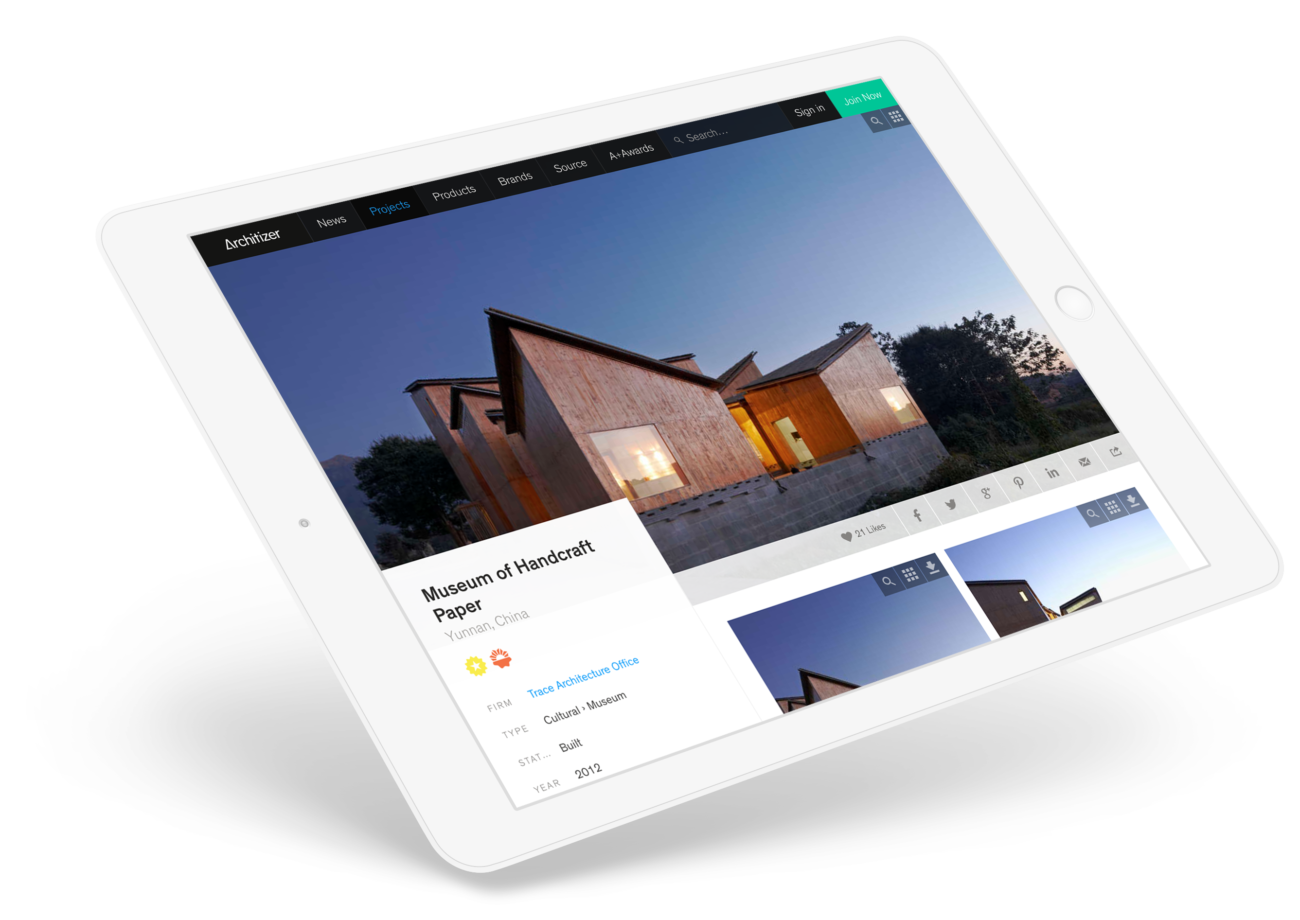 Architizer
News
Projects
Products
Brands
Source
A+Awards
Search...
Sign in
Join Now
21 Likes
Museum of Handcraft
Paper
Yunnan, China
FIRM Trace Architecture Office
TYPE Cultural › Museum
STAT... Built
YEAR 2012